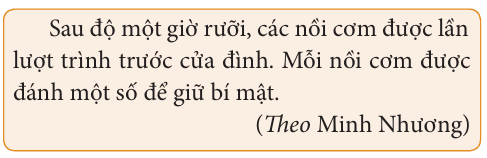 Sau độ một giờ rưỡi, các nồi cơm được lần
lượt trình trước cửa đình. Mỗi nồi cơm được
đánh một số để giữ bí mật.
(Theo Minh Nhương)